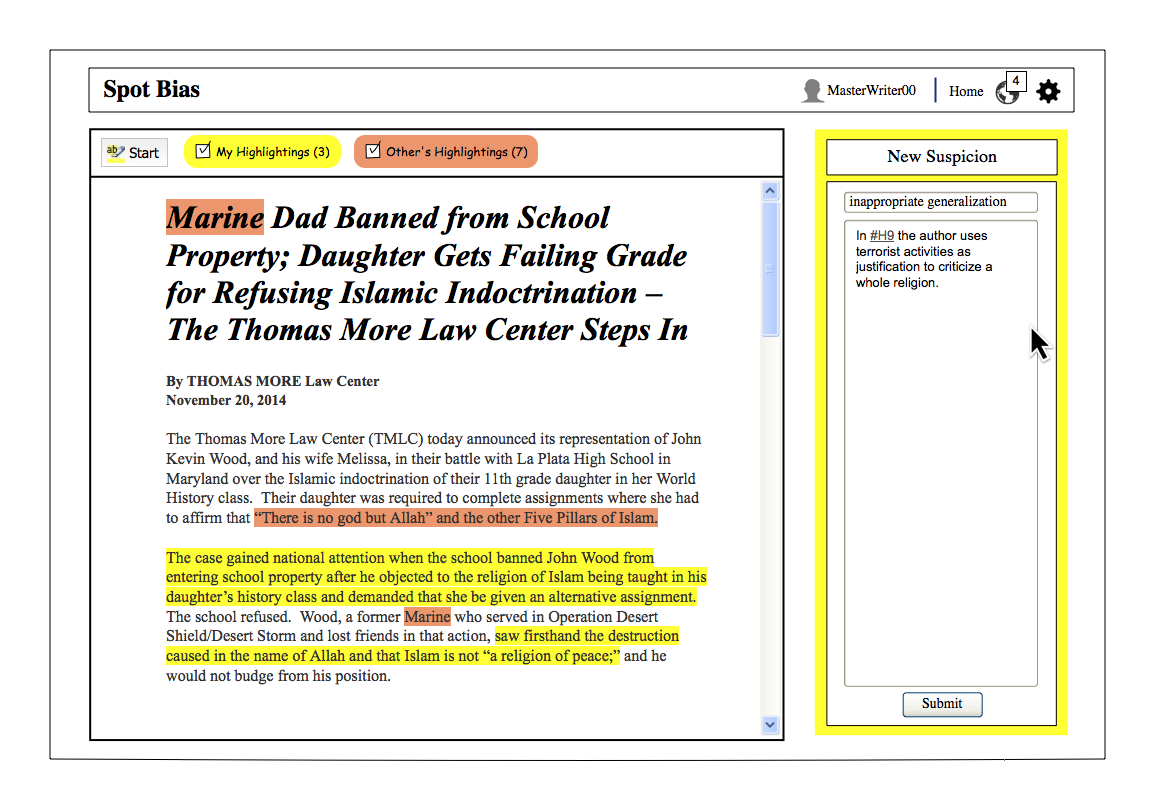 Spot Bias
MasterWriter00
Home
4
ab
Start
My Highlightings (3)
Other's Highlightings (7)
Marine Dad Banned from School
Property; Daughter Gets Failing Grade
for Refusing Islamic Indoctrination –
The Thomas More Law Center Steps In
By THOMAS MORE Law Center
November 20, 2014
The Thomas More Law Center (TMLC) today announced its representation of John
Kevin Wood, and his wife Melissa, in their battle with La Plata High School in
Maryland over the Islamic indoctrination of their 11th grade daughter in her World
History class.  Their daughter was required to complete assignments where she had
to affirm that “There is no god but Allah” and the other Five Pillars of Islam.
The case gained national attention when the school banned John Wood from
entering school property after he objected to the religion of Islam being taught in his
daughter’s history class and demanded that she be given an alternative assignment.
The school refused.  Wood, a former Marine who served in Operation Desert
Shield/Desert Storm and lost friends in that action, saw firsthand the destruction
caused in the name of Allah and that Islam is not “a religion of peace;” and he
would not budge from his position.
New Suspicion
inappropriate generalization
In #H9 the author uses
terrorist activities as
justification to criticize a
whole religion.
Submit